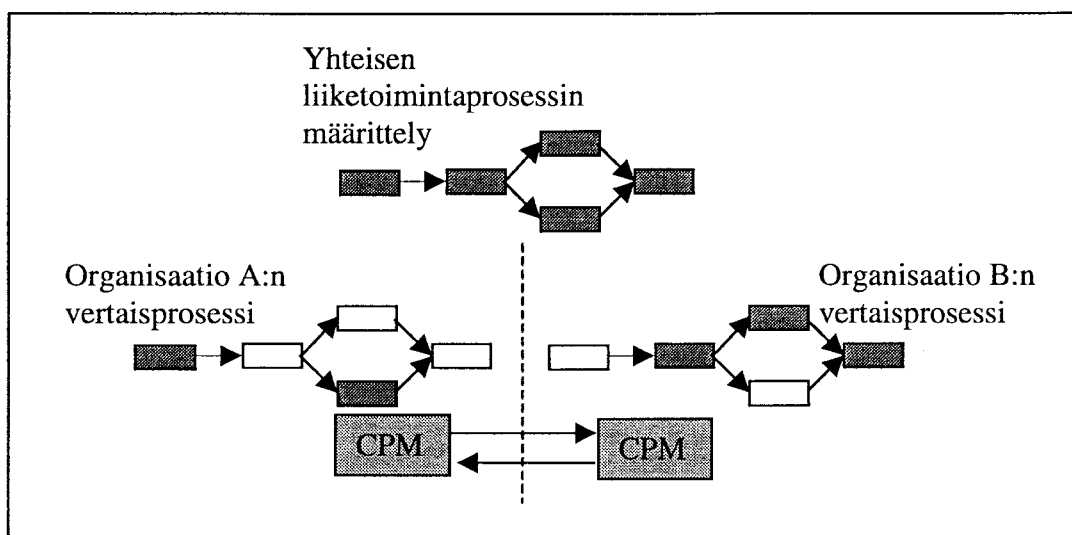 Yhteisen
liiketoimintaprosessin
määrittely
Organisaatio A:n
vertaisprosessi
Organisaatio B:n
vertaisprosessi
CPM
CPM